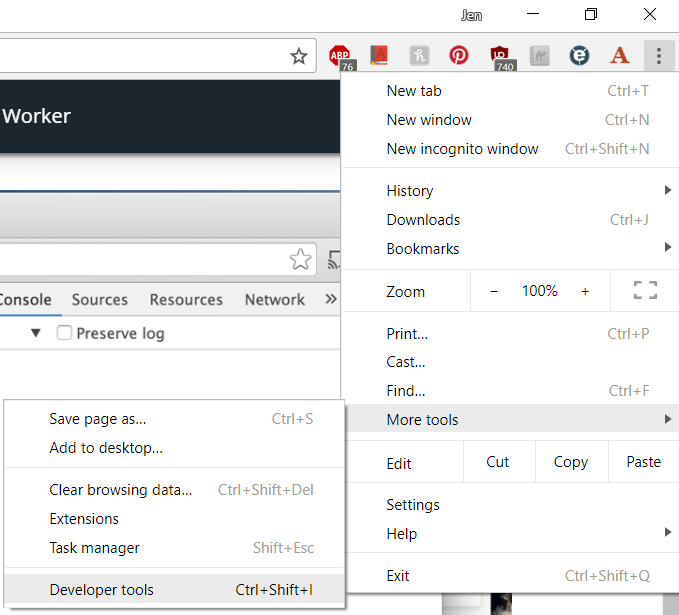 Jen
ABP
76
A
h
740
e
A
Worker
New tab Ctrl+T
New window Ctrl+N
New incognito window Ctrl+Shift+N
History
Downloads Ctrl+J
Bookmarks
Zoom - 100% +
Console Sources Resources Network »
Preserve log
Print... Ctrl+P
Cast...
Find... Ctrl+F
More tools
Edit Cut Copy Paste
Settings
Help
Exit Ctrl+Shift+Q
Save page as... Ctrl+S
Add to desktop...
Clear browsing data... Ctrl+Shift+Del
Extensions
Task manager Shift+Esc
Developer tools Ctrl+Shift+I